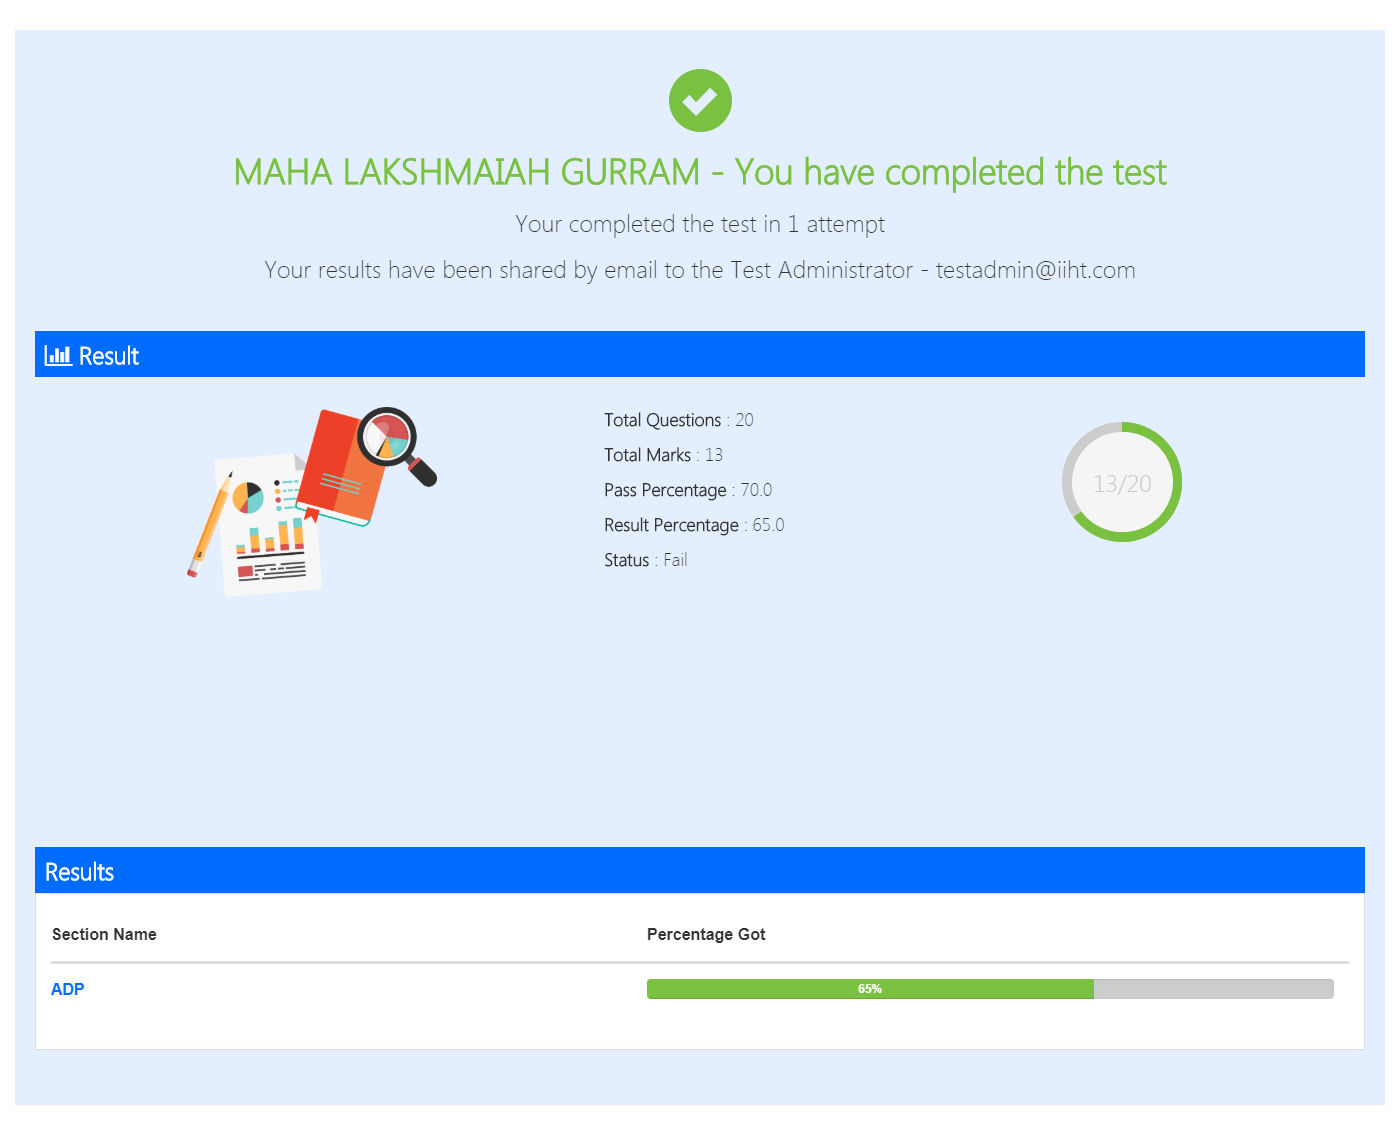 MAHA LAKSHMAIAH GURRAM - You have completed the test
Your completed the test in 1 attempt
Your results have been shared by email to the Test Administrator - testadmin@iiht.com
Result
Total Questions : 20
Total Marks : 13
Pass Percentage : 70.0
Result Percentage : 65.0
Status : Fail
13/20
Results
Section Name Percentage Got
ADP 65%